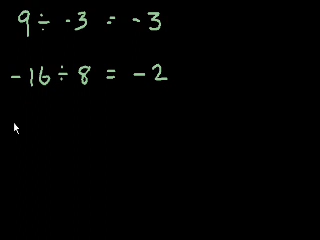 9 ÷ -3 = -3
-16 ÷ 8 = -2